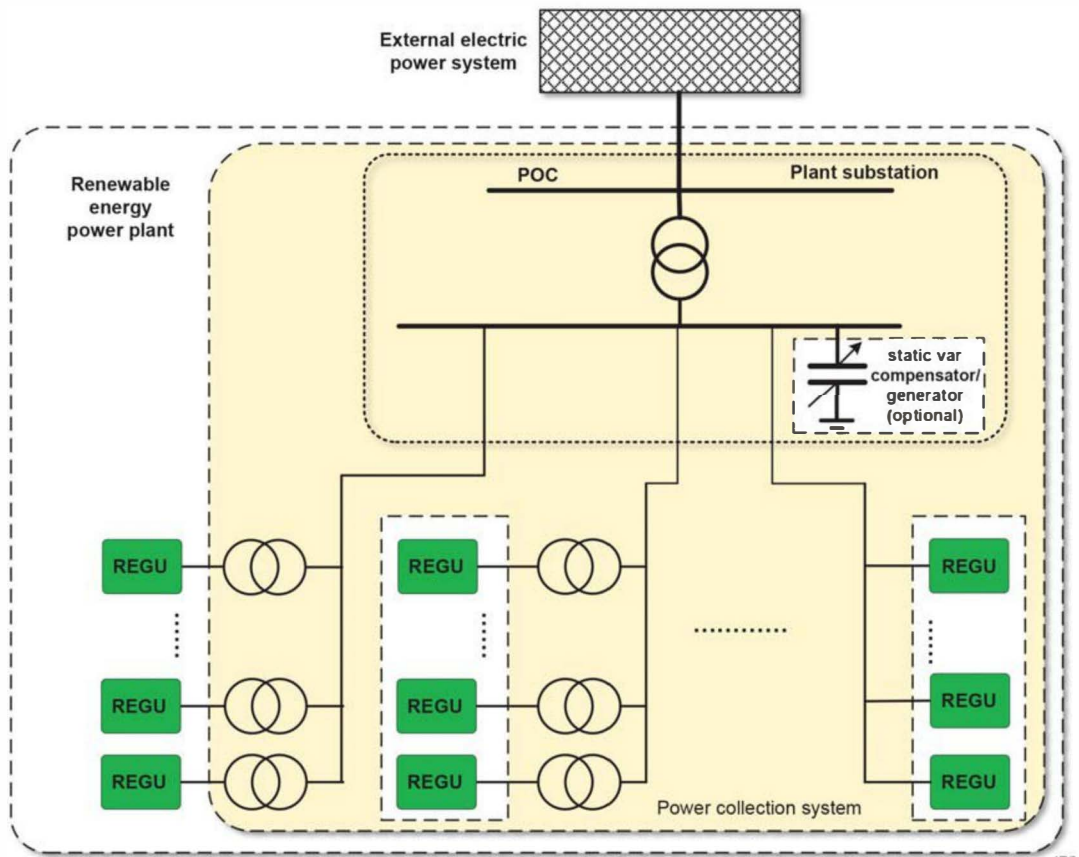 External electric
power system
Renewable
energy
power plant
POC
Plant substation
static var
compensator/
generator
(optional)
REGU
REGU
REGU
REGU
REGU
REGU
REGU
REGU
REGU
Power collection system